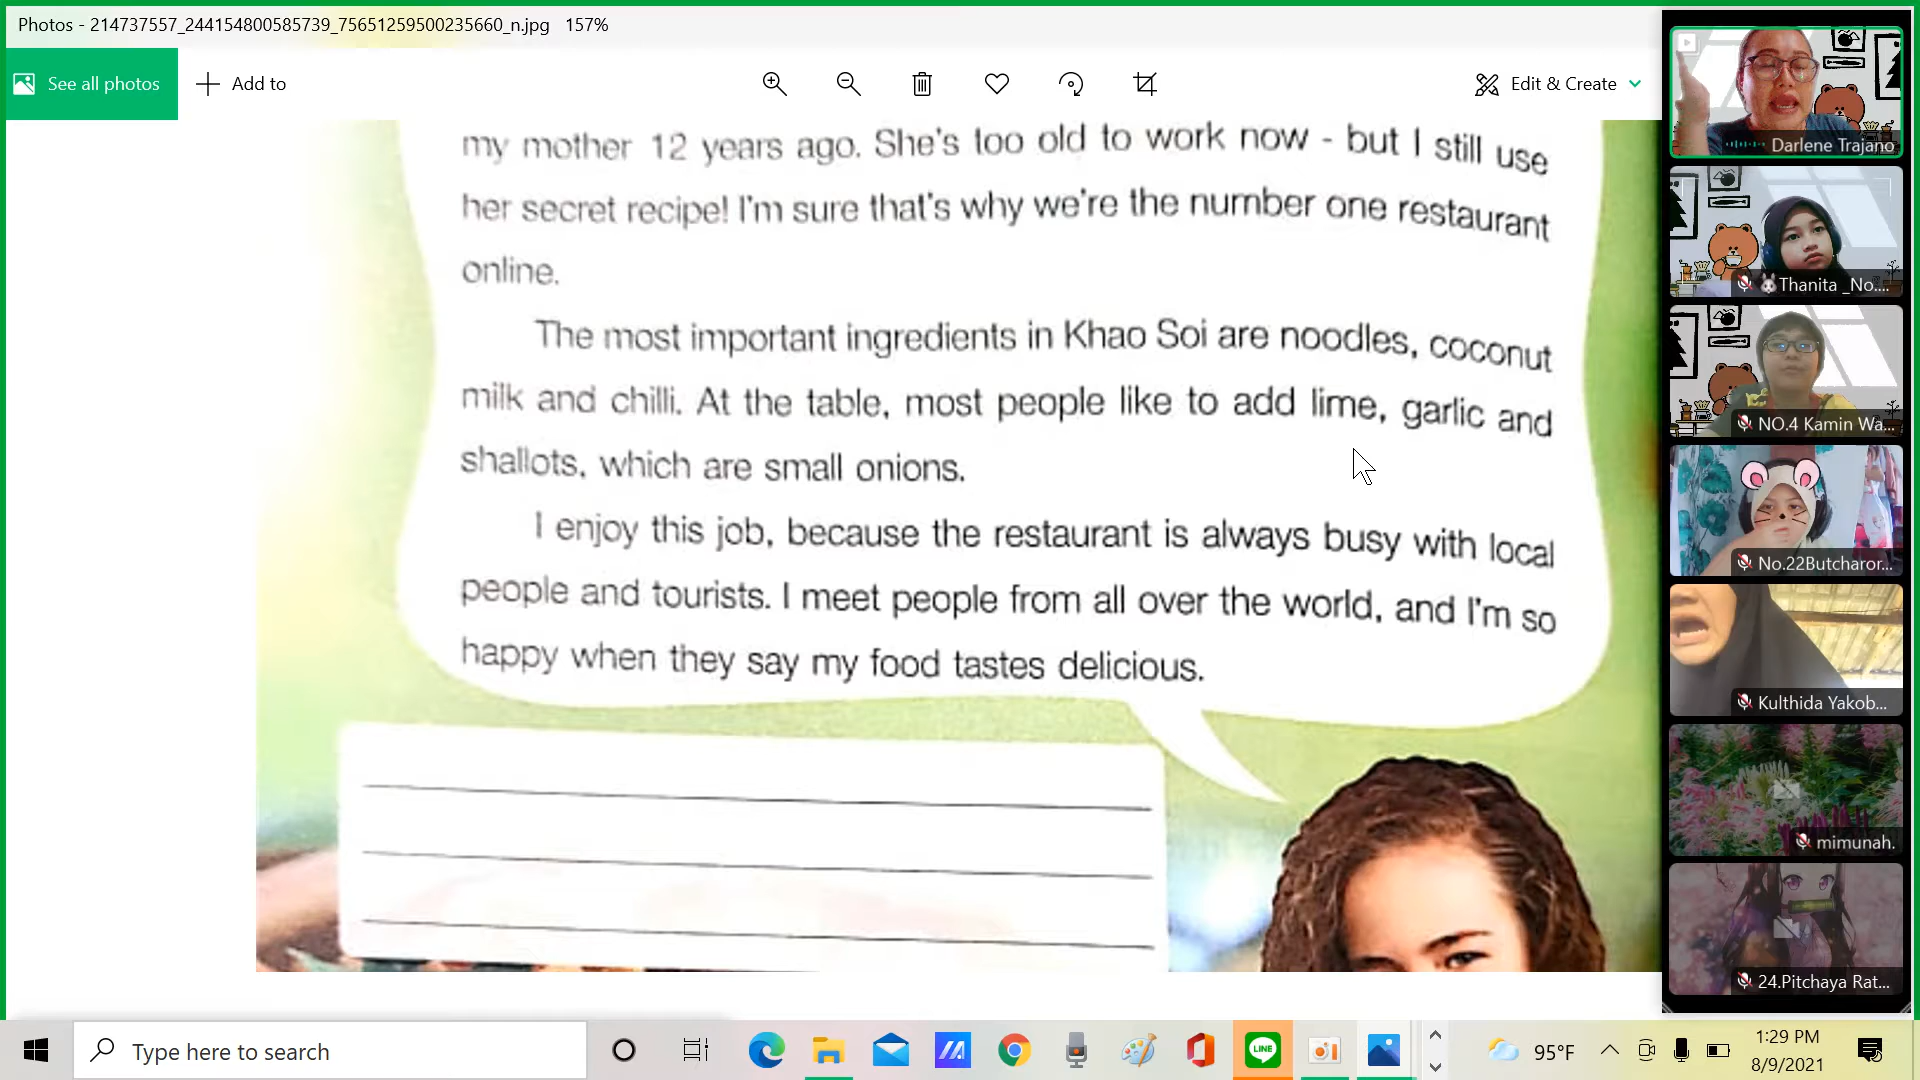 Photos - 214737557_244154800585739_75651259500235660_n.jpg 157%
See all photos
Add to
Edit & Create
my mother 12 years ago. She's too old to work now - but I still use
her secret recipe! I'm sure that's why we're the number one restaurant
online.
The most important ingredients in Khao Soi are noodles, coconut
milk and chilli. At the table, most people like to add lime, garlic and
shallots, which are small onions.
I enjoy this job, because the restaurant is always busy with local
people and tourists. I meet people from all over the world, and I'm so
happy when they say my food tastes delicious.
Darlene Trajano
Thanita _No....
NO.4 Kamin Wa...
No.22Butcharor...
Kulthida Yakob...
mimunah.
24.Pitchaya Rat...
Type here to search
LINE
95°F
1:29 PM
8/9/2021